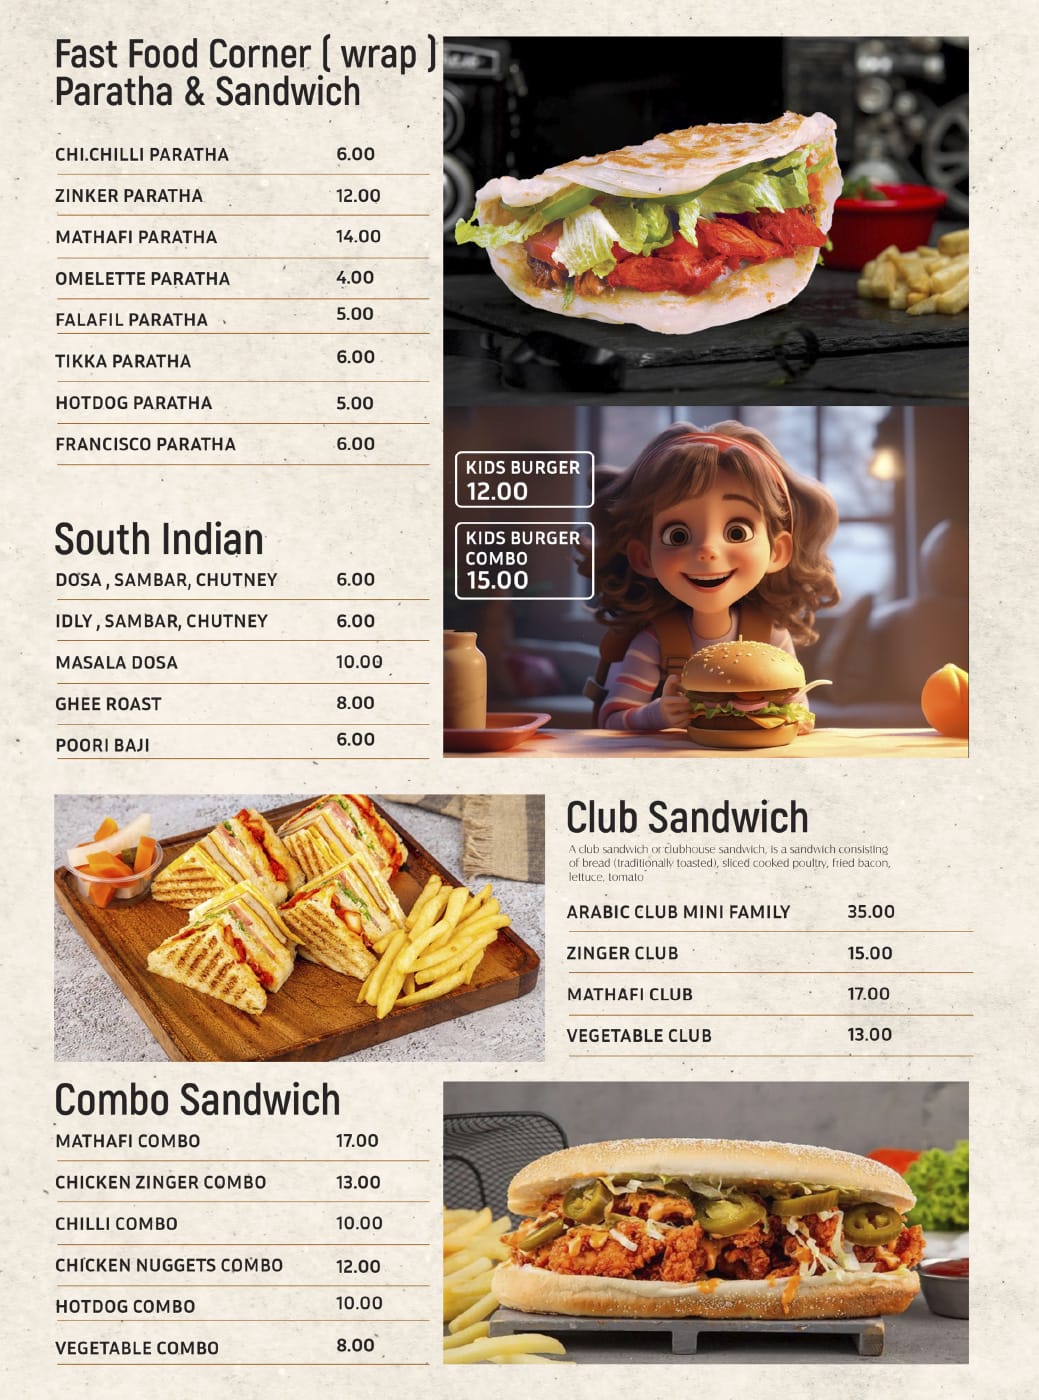 Fast Food Corner ( wrap )
Paratha & Sandwich
CHI.CHILLI PARATHA 6.00
ZINKER PARATHA 12.00
MATHAFI PARATHA 14.00
OMELETTE PARATHA 4.00
FALAFIL PARATHA 5.00
TIKKA PARATHA 6.00
HOTDOG PARATHA 5.00
FRANCISCO PARATHA 6.00
KIDS BURGER
12.00
KIDS BURGER
COMBO
15.00
South Indian
DOSA , SAMBAR, CHUTNEY 6.00
IDLY , SAMBAR, CHUTNEY 6.00
MASALA DOSA 10.00
GHEE ROAST 8.00
POORI BAJI 6.00
Club Sandwich
A club sandwich or clubhouse sandwich, is a sandwich consisting
of bread (traditionally toasted), sliced cooked poultry, fried bacon,
lettuce, tomato
ARABIC CLUB MINI FAMILY 35.00
ZINGER CLUB 15.00
MATHAFI CLUB 17.00
VEGETABLE CLUB 13.00
Combo Sandwich
MATHAFI COMBO 17.00
CHICKEN ZINGER COMBO 13.00
CHILLI COMBO 10.00
CHICKEN NUGGETS COMBO 12.00
HOTDOG COMBO 10.00
VEGETABLE COMBO 8.00